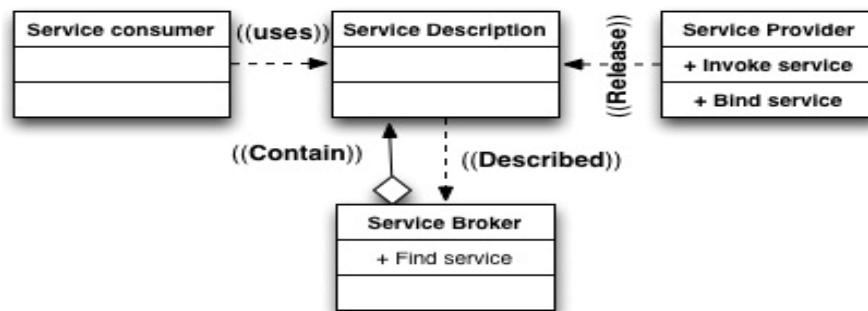 Service consumer
((uses))
Service Description
Service Provider
+ Invoke service
+ Bind service
((Release))
((Contain))
((Described))
Service Broker
+ Find service